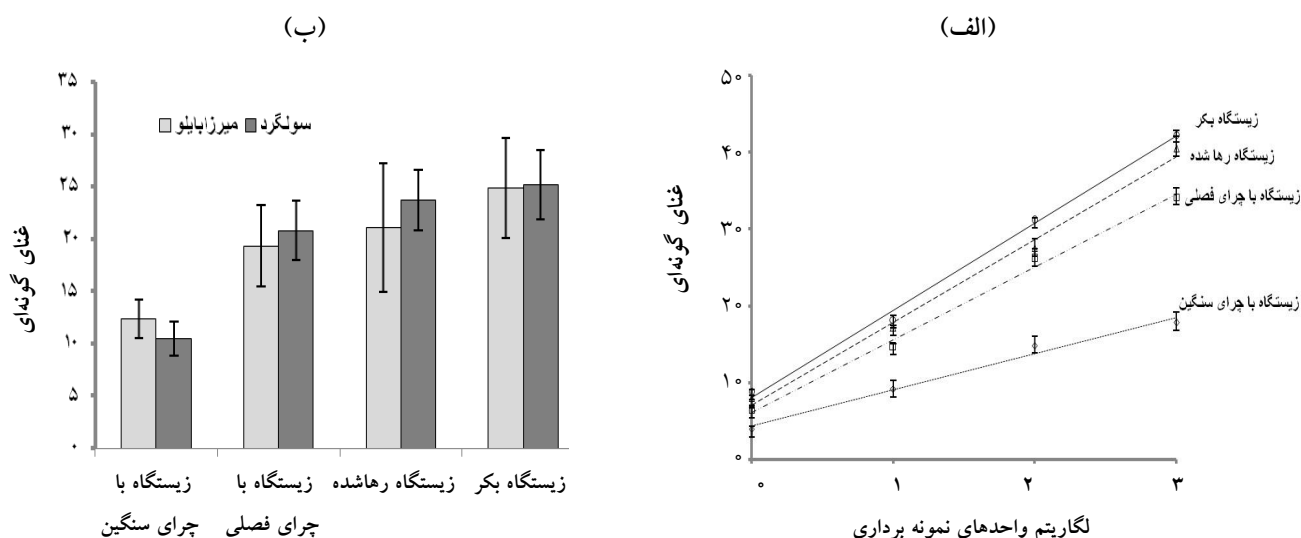 (الف)
غنای گونه‌ای
۵۰
۴۰
۳۰
۲۰
۱۰
۰
زیستگاه بکر
زیستگاه رها شده
زیستگاه با چرای فصلی
زیستگاه با چرای سنگین
۰ ۱ ۲ ۳
لگاریتم واحدهای نمونه برداری
(ب)
غنای گونه‌ای
۳۵
۳۰
۲۵
۲۰
۱۵
۱۰
۵
۰
سولگرد
میرزابایلو
زیستگاه با
چرای سنگین
زیستگاه با
چرای فصلی
زیستگاه رهاشده
زیستگاه بکر